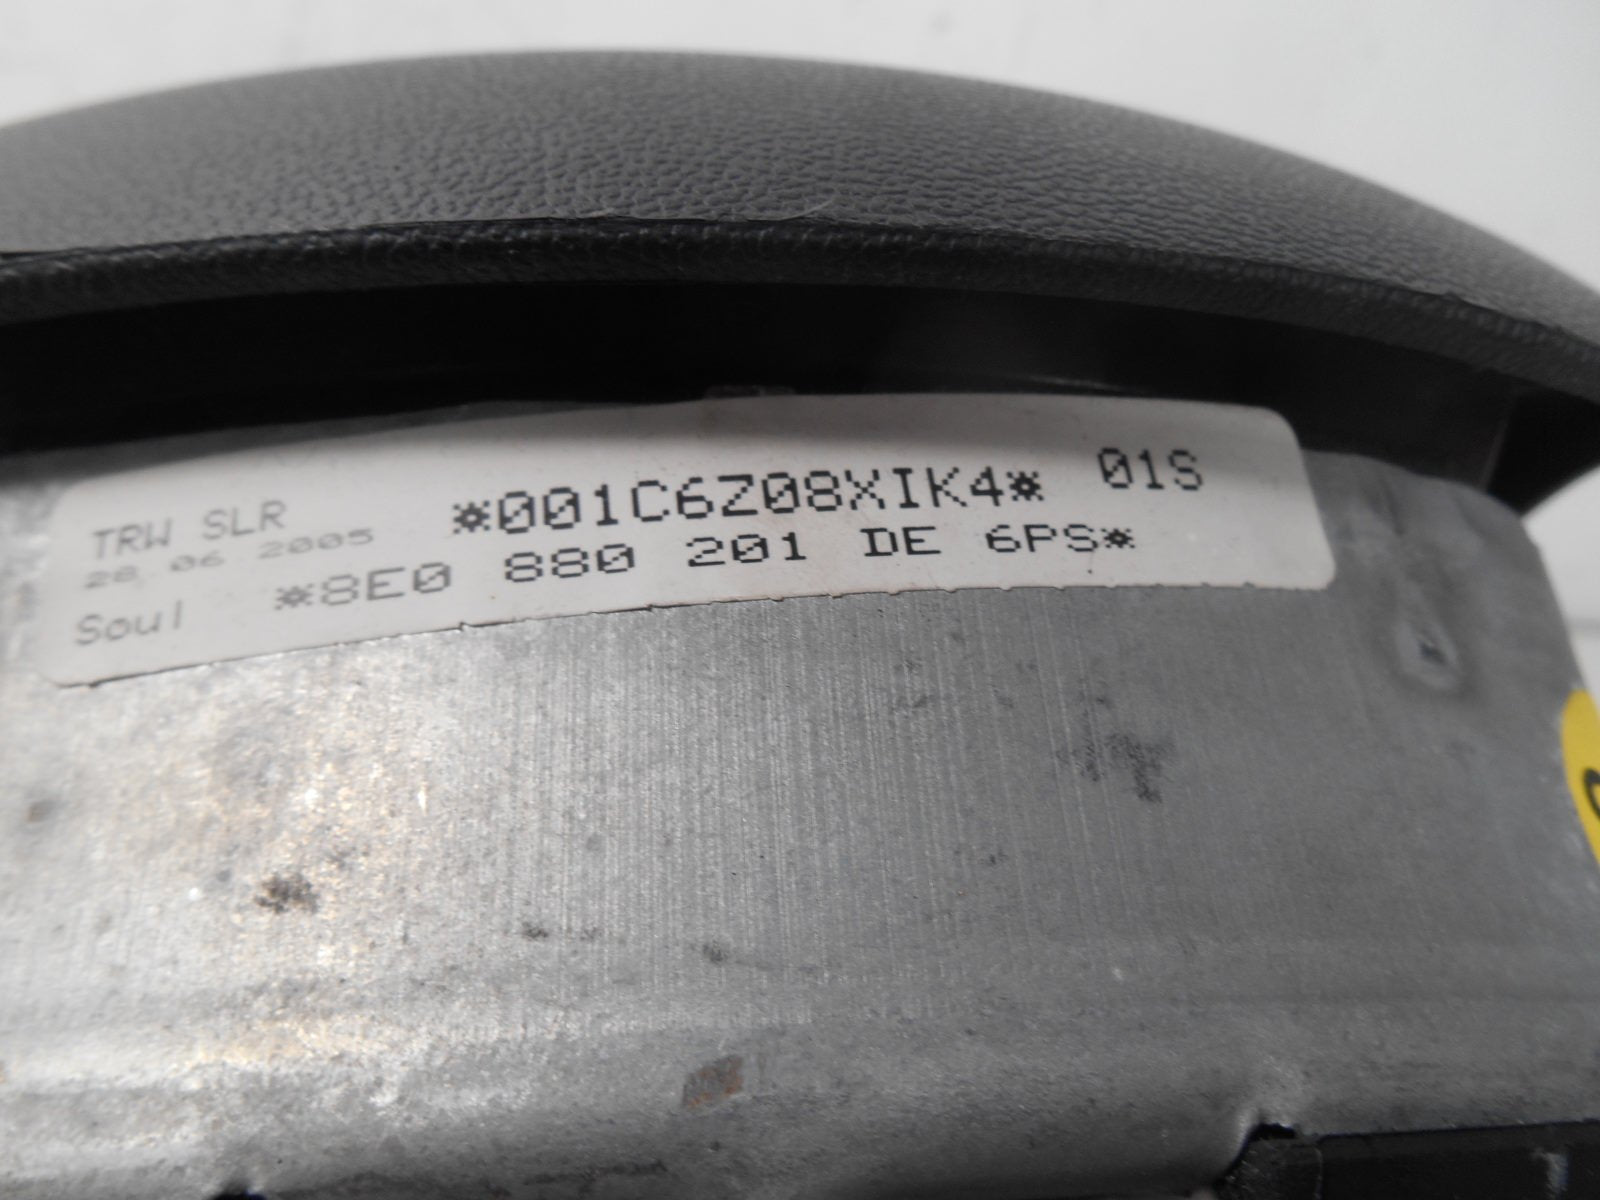 TRW SLR *001C6Z08XIK4* 01S
28.06.2005
Soul *8E0 880 201 DE 6PS*